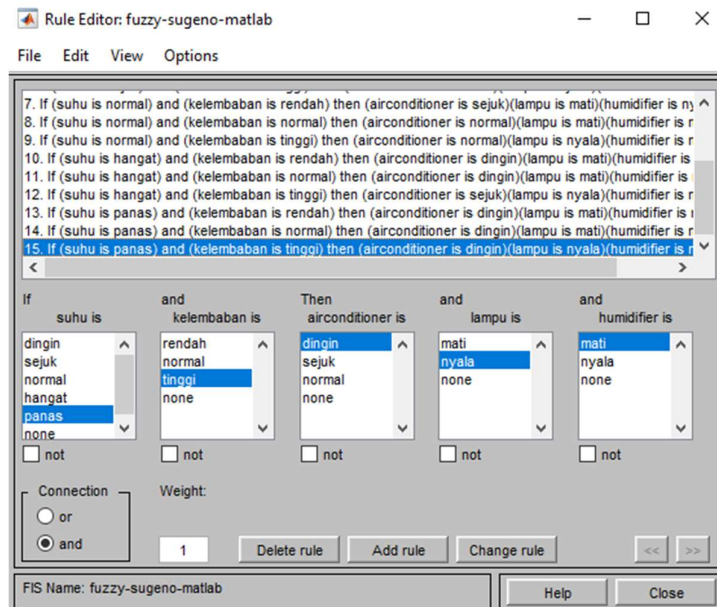 Rule Editor: fuzzy-sugeno-matlab
File Edit View Options
7. If (suhu is normal) and (kelembaban is rendah) then (airconditioner is sejuk)(lampu is mati)(humidifier is ny
8. If (suhu is normal) and (kelembaban is normal) then (airconditioner is normal)(lampu is mati)(humidifier is
9. If (suhu is normal) and (kelembaban is tinggi) then (airconditioner is normal)(lampu is nyala)(humidifier is
10. If (suhu is hangat) and (kelembaban is rendah) then (airconditioner is dingin)(lampu is mati)(humidifier is
11. If (suhu is hangat) and (kelembaban is normal) then (airconditioner is dingin)(lampu is mati)(humidifier is
12. If (suhu is hangat) and (kelembaban is tinggi) then (airconditioner is sejuk)(lampu is nyala)(humidifier is
13. If (suhu is panas) and (kelembaban is rendah) then (airconditioner is dingin)(lampu is mati)(humidifier is
14. If (suhu is panas) and (kelembaban is normal) then (airconditioner is dingin)(lampu is mati)(humidifier is
15. If (suhu is panas) and (kelembaban is tinggi) then (airconditioner is dingin)(lampu is nyala)(humidifier is
If and Then and and
suhu is kelembaban is airconditioner is lampu is humidifier is
dingin rendah dingin mati mati
sejuk normal sejuk nyala nyala
normal tinggi normal none none
hangat none none
panas
none
not not not not not
Connection Weight:
or
and 1 Delete rule Add rule Change rule << >>
FIS Name: fuzzy-sugeno-matlab Help Close